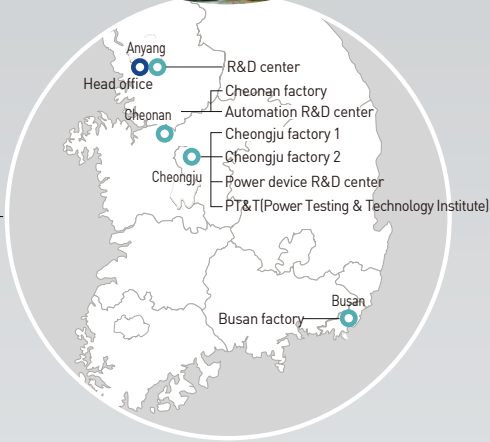 Anyang
R&D center
Head office
Cheonan factory
Automation R&D center
Cheonan
Cheongju factory 1
Cheongju factory 2
Cheongju
Power device R&D center
PT&T(Power Testing & Technology Institute)
Busan
Busan factory